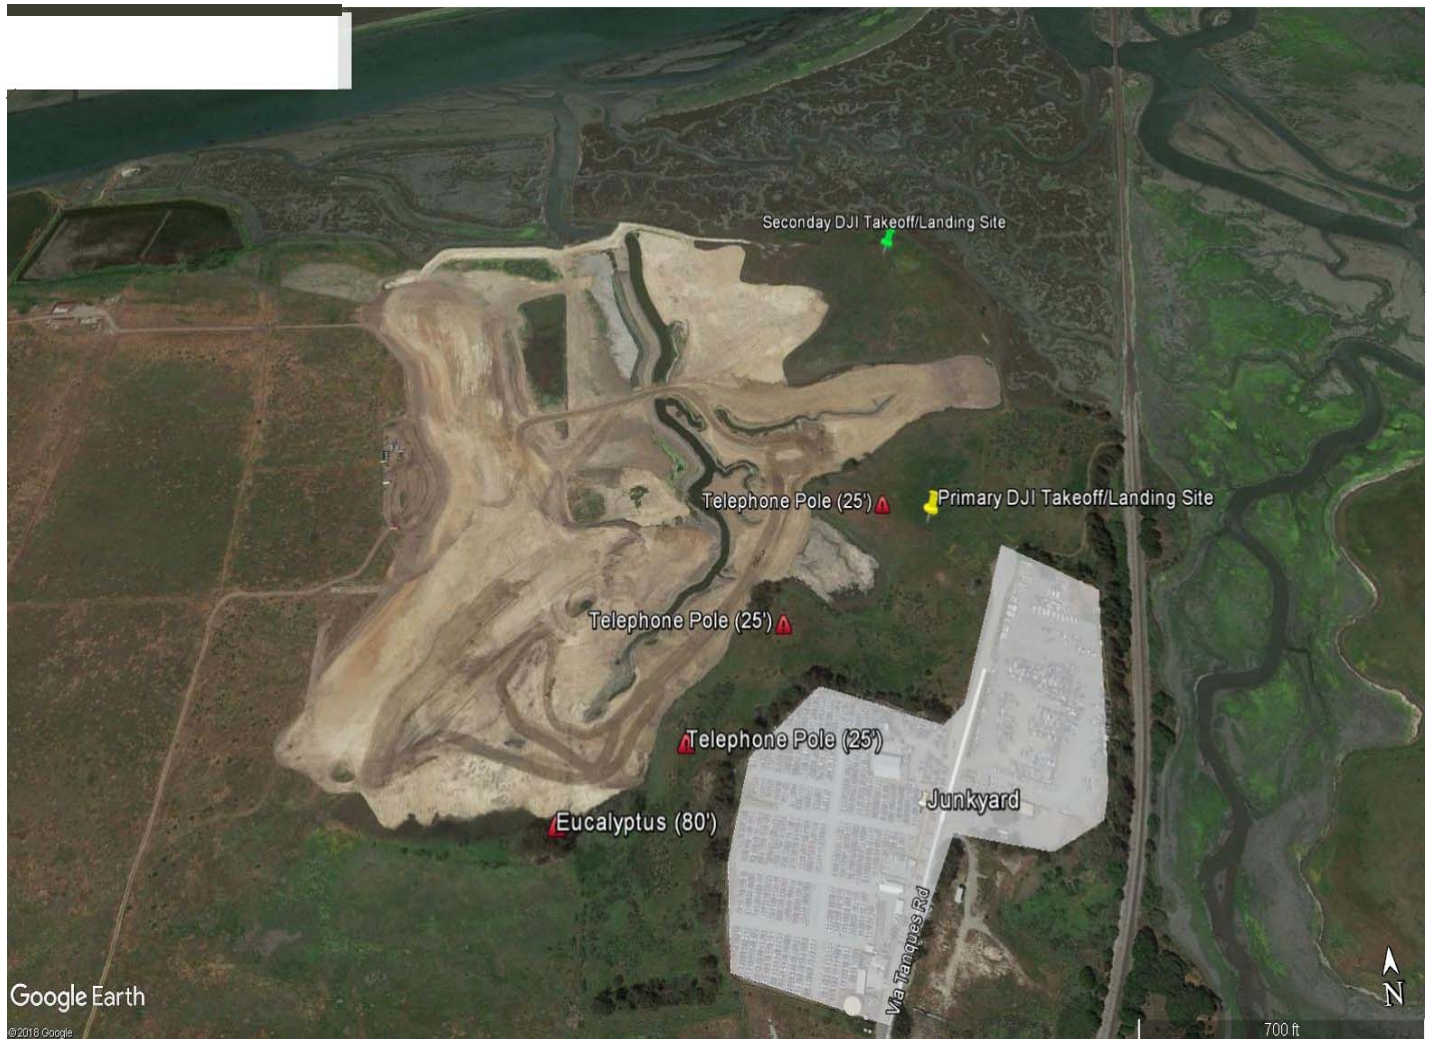 Seconday DJI Takeoff/Landing Site
Telephone Pole (25')
Primary DJI Takeoff/Landing Site
Telephone Pole (25')
Telephone Pole (25')
Junkyard
Eucalyptus (80')
Via Tanques Rd
Google Earth
N
©2018 Google
700 ft